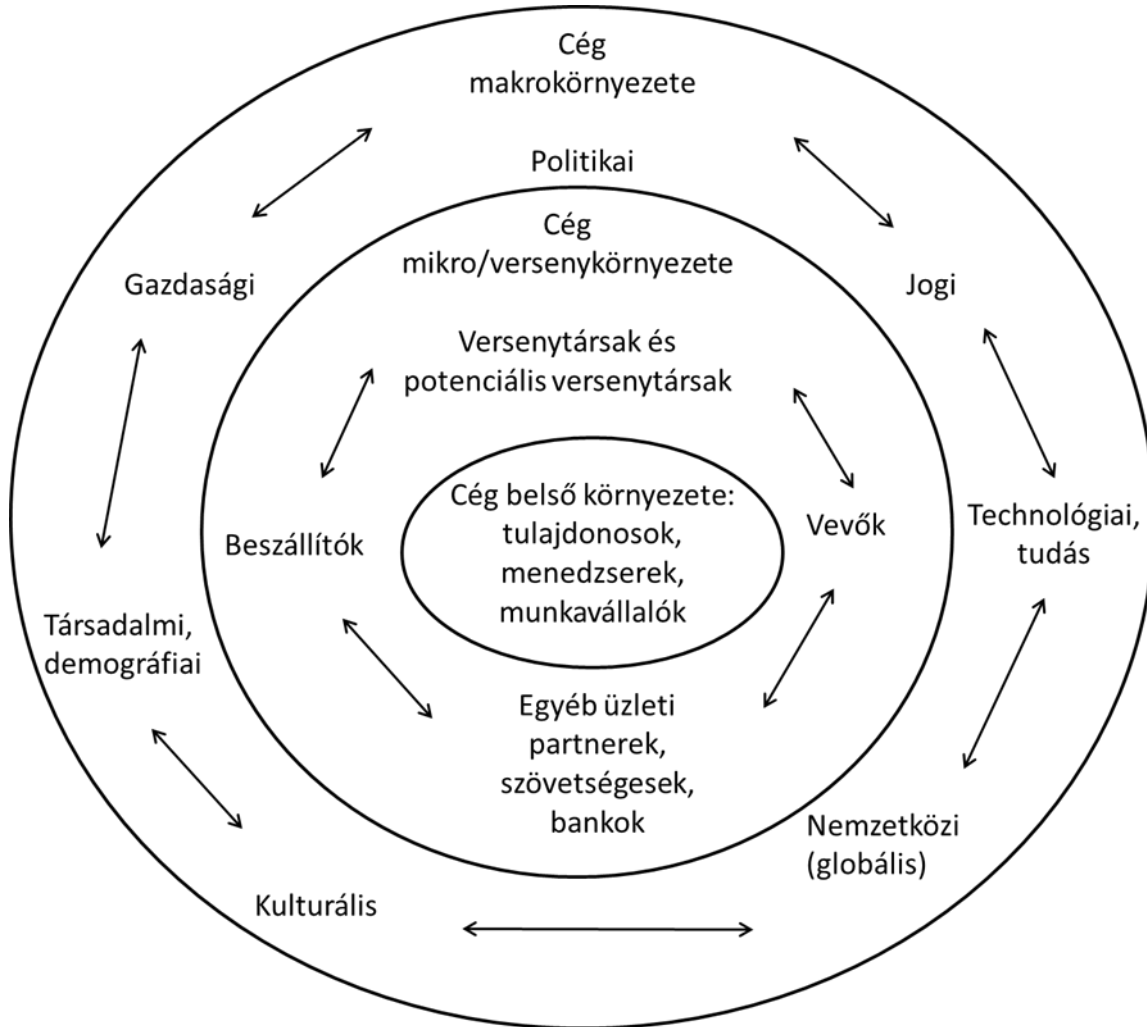 Cég
makrokörnyezete
Politikai
Cég
mikro/versenykörnyezete
Gazdasági
Jogi
Versenytársak és
potenciális versenytársak
Cég belső környezete:
tulajdonosok,
menedzserek,
munkavállalók
Beszállítók
Vevők
Technológiai,
tudás
Társadalmi,
demográfiai
Egyéb üzleti
partnerek,
szövetségesek,
bankok
Nemzetközi
(globális)
Kulturális